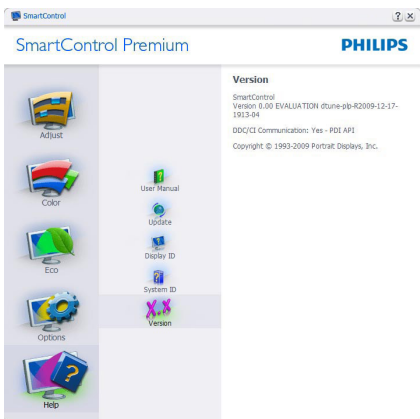 SmartControl
SmartControl Premium
PHILIPS
Adjust
Color
Eco
Options
Help
User Manual
Update
Display ID
System ID
X.X
Version
Version
SmartControl
Version 0.00 EVALUATION dtune-plp-R2009-12-17-
1913-04
DDC/CI Communication: Yes - PDI API
Copyright © 1993-2009 Portrait Displays, Inc.